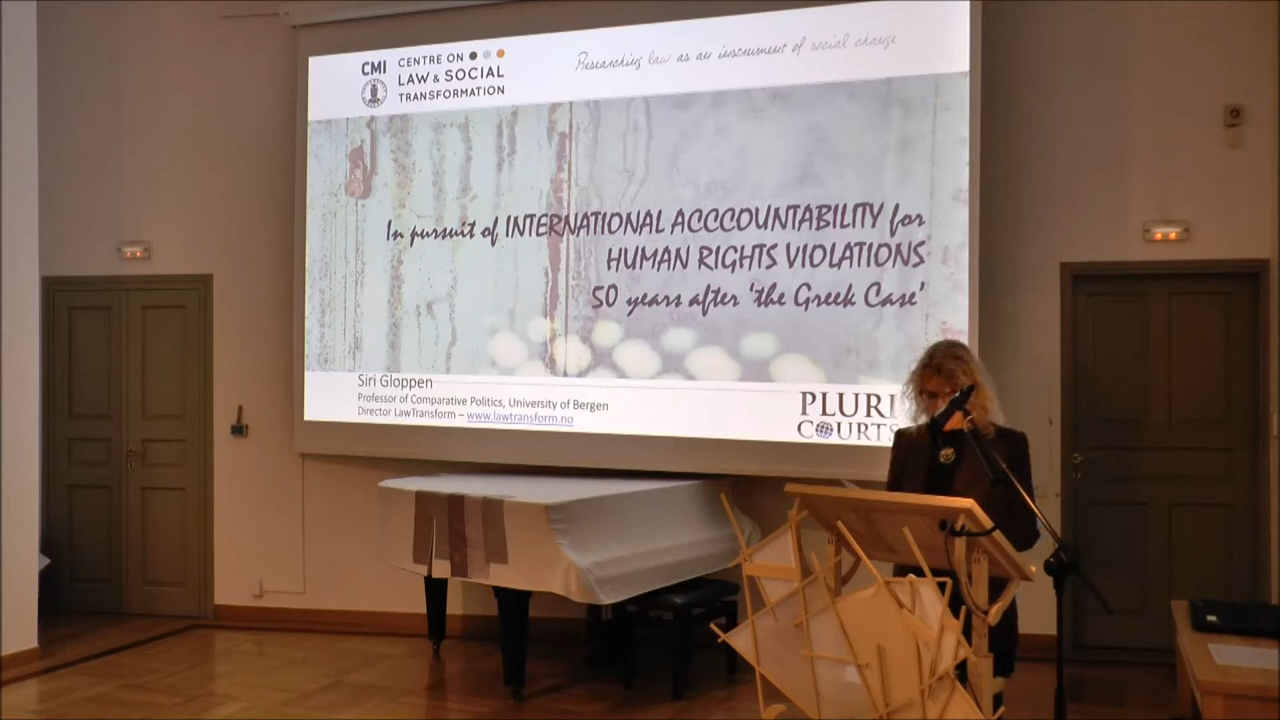 CMI
CENTRE ON
LAW & SOCIAL
TRANSFORMATION
Researching law as an instrument of social change
In pursuit of INTERNATIONAL ACCCOUNTABILITY for
HUMAN RIGHTS VIOLATIONS
50 years after 'the Greek Case'
Siri Gloppen
Professor of Comparative Politics, University of Bergen
Director LawTransform – www.lawtransform.no
PLURI
COURTS